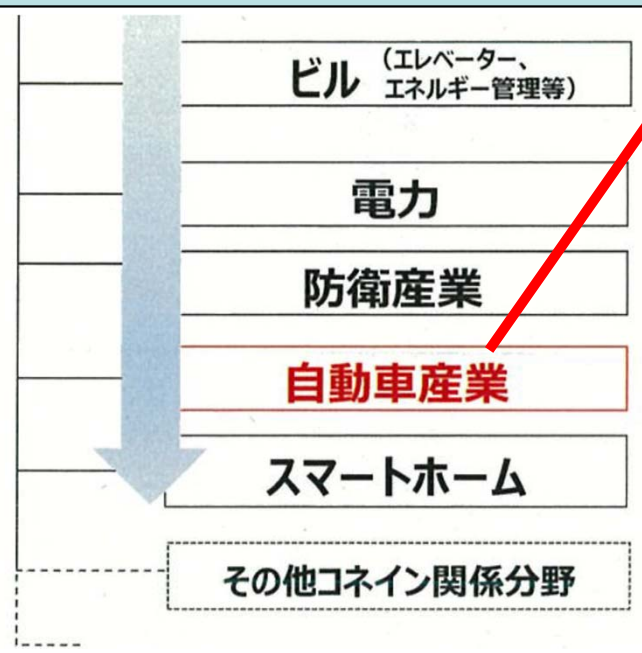 ビル （エレベーター、
エネルギー管理等）
電力
防衛産業
自動車産業
スマートホーム
その他コネイン関係分野